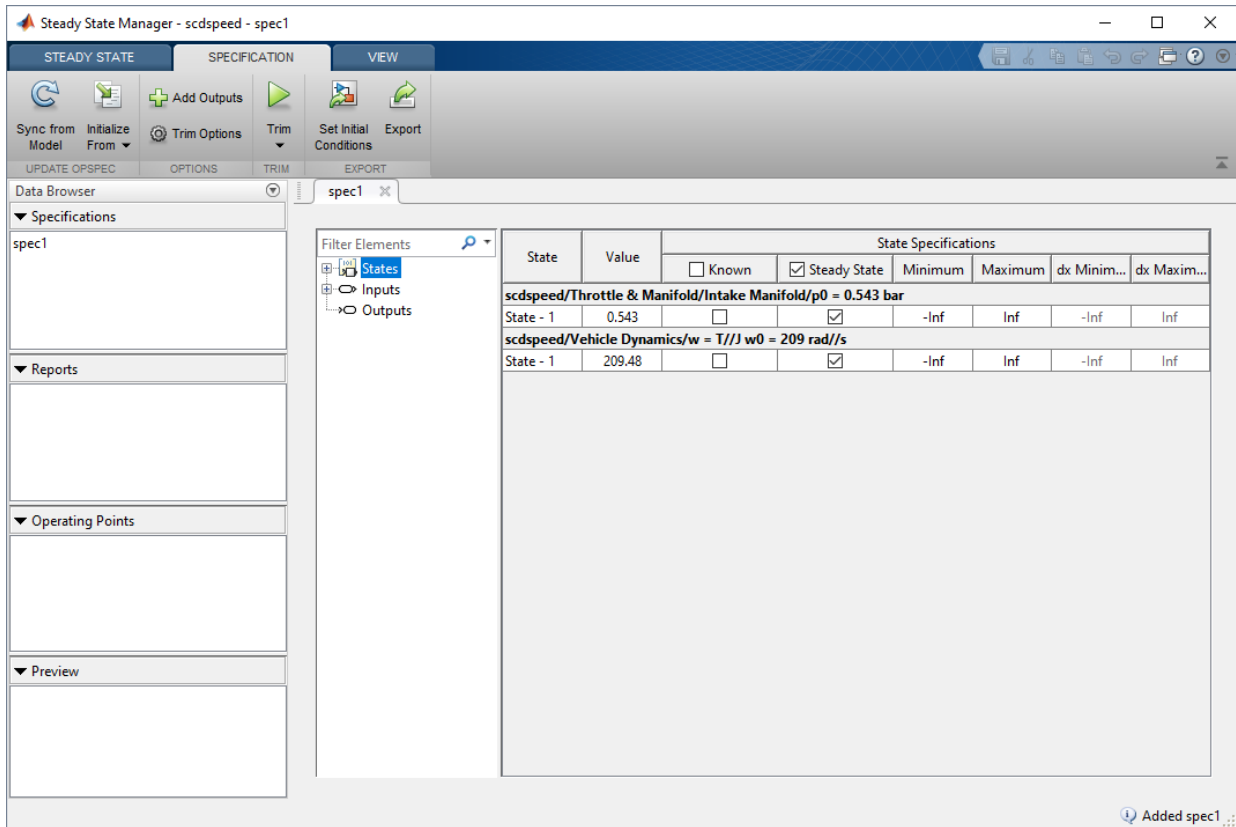 Steady State Manager - scdspeed - spec1
STEADY STATE SPECIFICATION VIEW
Add Outputs
Trim Options
Sync from Model
Initialize From
Trim
Set Initial Conditions
Export
UPDATE OPSPEC OPTIONS TRIM EXPORT
Data Browser
spec1
Specifications
spec1
Reports
Operating Points
Preview
Filter Elements
States
Inputs
Outputs
State Value State Specifications
Known Steady State Minimum Maximum dx Minim... dx Maxim...
scdspeed/Throttle & Manifold/Intake Manifold/p0 = 0.543 bar
State - 1 0.543 -Inf Inf -Inf Inf
scdspeed/Vehicle Dynamics/w = T//J w0 = 209 rad//s
State - 1 209.48 -Inf Inf -Inf Inf
Added spec1